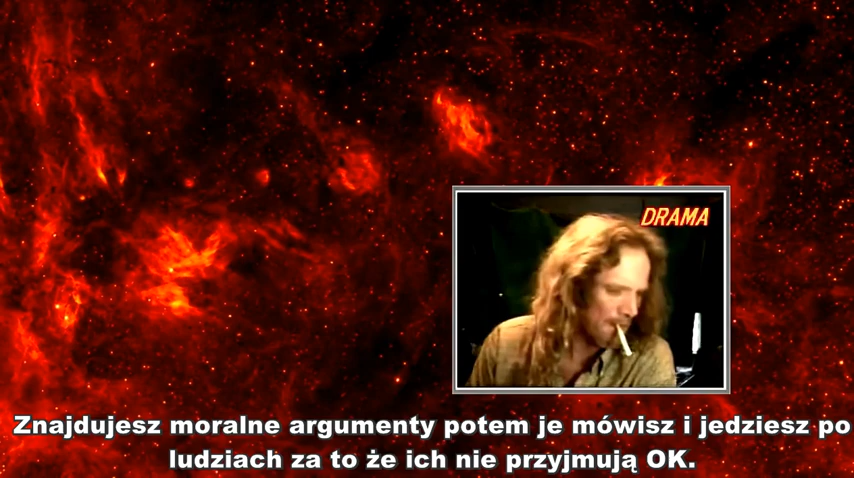 DRAMA
Znajdujesz moralne argumenty potem je mówisz i jedziesz po
ludziach za to że ich nie przyjmują OK.